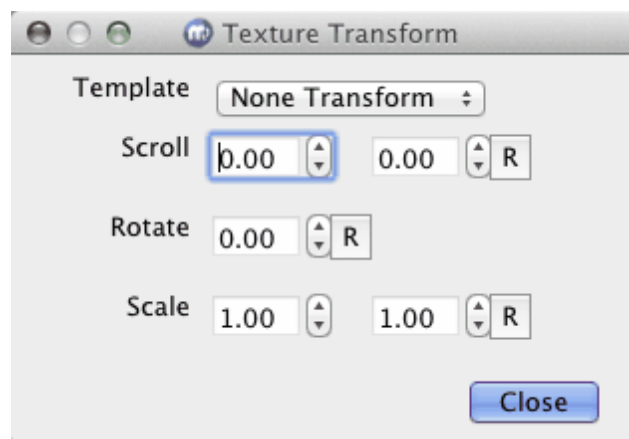 Texture Transform
Template None Transform
Scroll 0.00 0.00 R
Rotate 0.00 R
Scale 1.00 1.00 R
Close